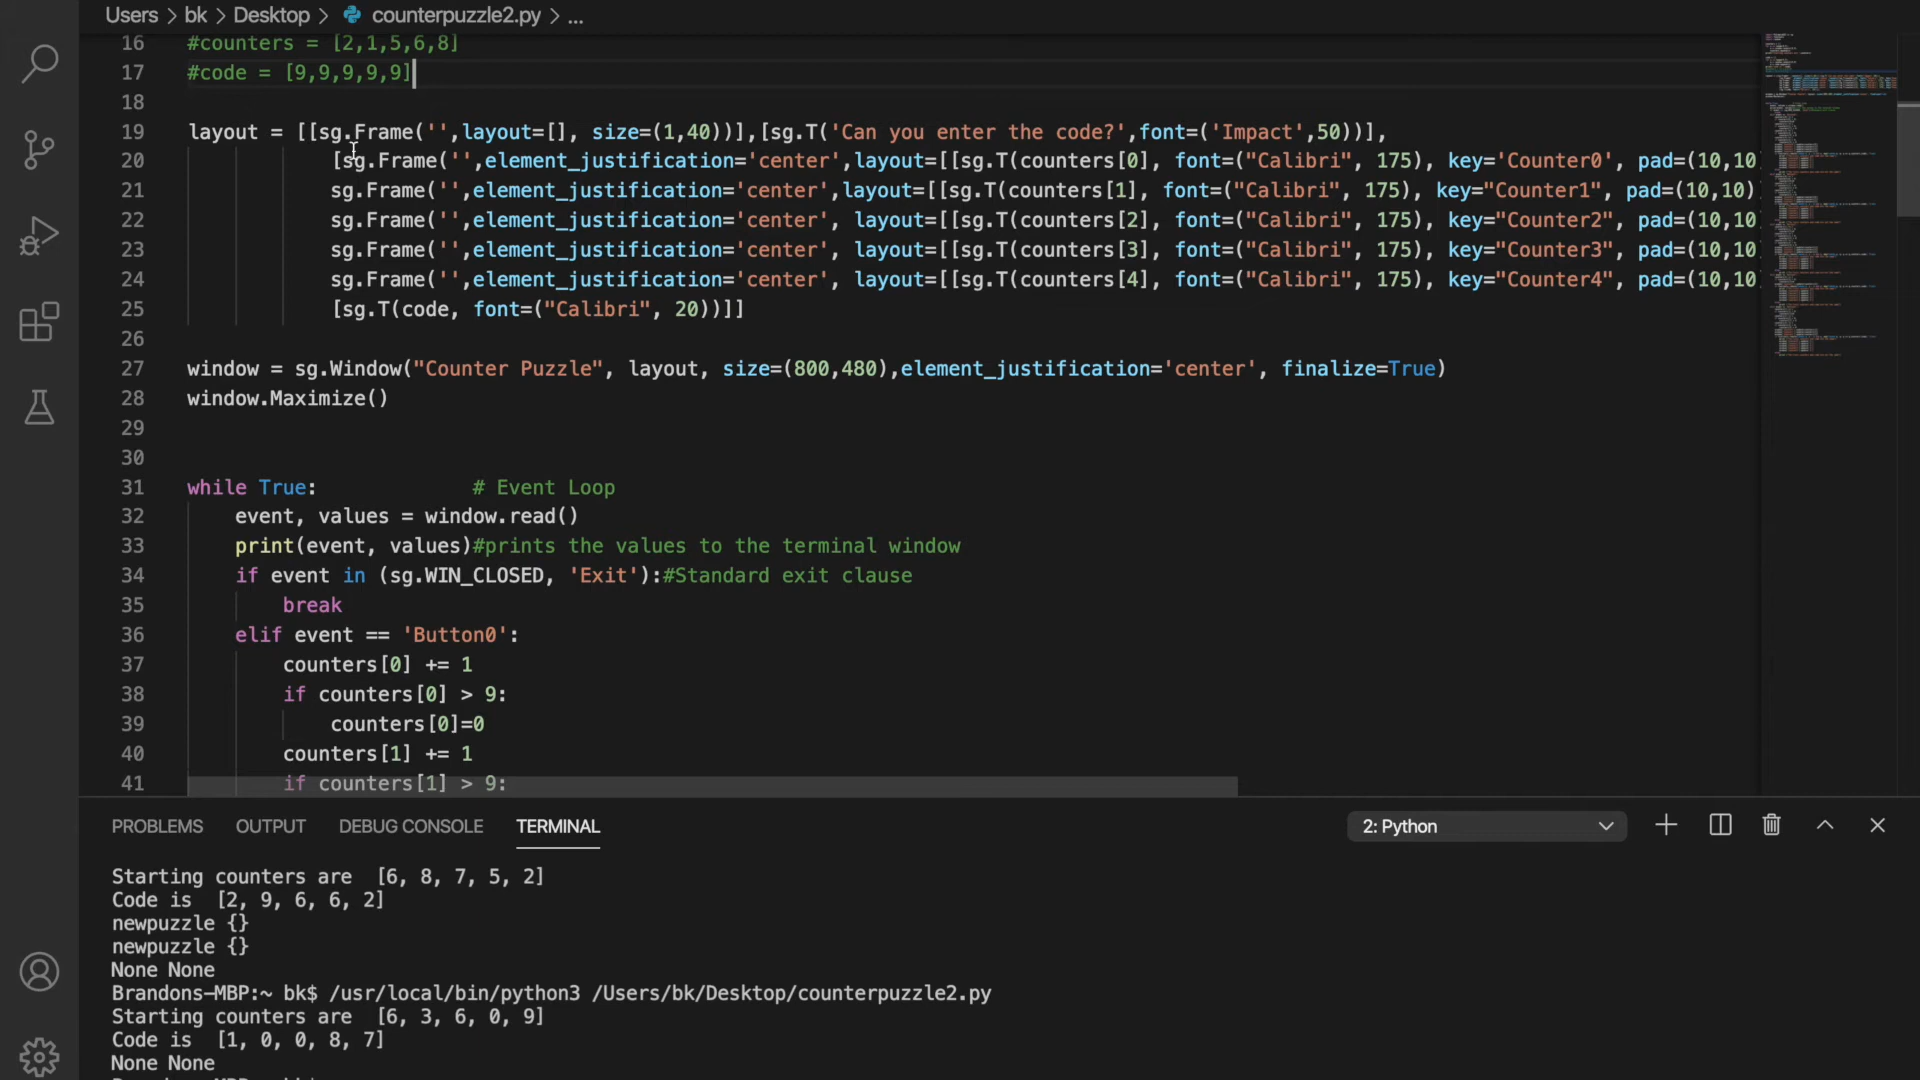 Users > bk > Desktop > counterpuzzle2.py > ...
16 #counters = [2,1,5,6,8]
17 #code = [9,9,9,9,9]
18
19 layout = [[sg.Frame('',layout=[], size=(1,40))],[sg.T('Can you enter the code?',font=('Impact',50))],
20 [sg.Frame('',element_justification='center',layout=[[sg.T(counters[0], font=("Calibri", 175), key='Counter0', pad=(10,10)
21 sg.Frame('',element_justification='center',layout=[[sg.T(counters[1], font=("Calibri", 175), key="Counter1", pad=(10,10)
22 sg.Frame('',element_justification='center', layout=[[sg.T(counters[2], font=("Calibri", 175), key="Counter2", pad=(10,10
23 sg.Frame('',element_justification='center', layout=[[sg.T(counters[3], font=("Calibri", 175), key="Counter3", pad=(10,10
24 sg.Frame('',element_justification='center', layout=[[sg.T(counters[4], font=("Calibri", 175), key="Counter4", pad=(10,10
25 [sg.T(code, font=("Calibri", 20))]]
26
27 window = sg.Window("Counter Puzzle", layout, size=(800,480),element_justification='center', finalize=True)
28 window.Maximize()
29
30
31 while True: # Event Loop
32 event, values = window.read()
33 print(event, values)#prints the values to the terminal window
34 if event in (sg.WIN_CLOSED, 'Exit'):#Standard exit clause
35 break
36 elif event == 'Button0':
37 counters[0] += 1
38 if counters[0] > 9:
39 counters[0]=0
40 counters[1] += 1
41 if counters[1] > 9:
PROBLEMS OUTPUT DEBUG CONSOLE TERMINAL 2: Python
Starting counters are [6, 8, 7, 5, 2]
Code is [2, 9, 6, 6, 2]
newpuzzle {}
newpuzzle {}
None None
Brandons-MBP:~ bk$ /usr/local/bin/python3 /Users/bk/Desktop/counterpuzzle2.py
Starting counters are [6, 3, 6, 0, 9]
Code is [1, 0, 0, 8, 7]
None None